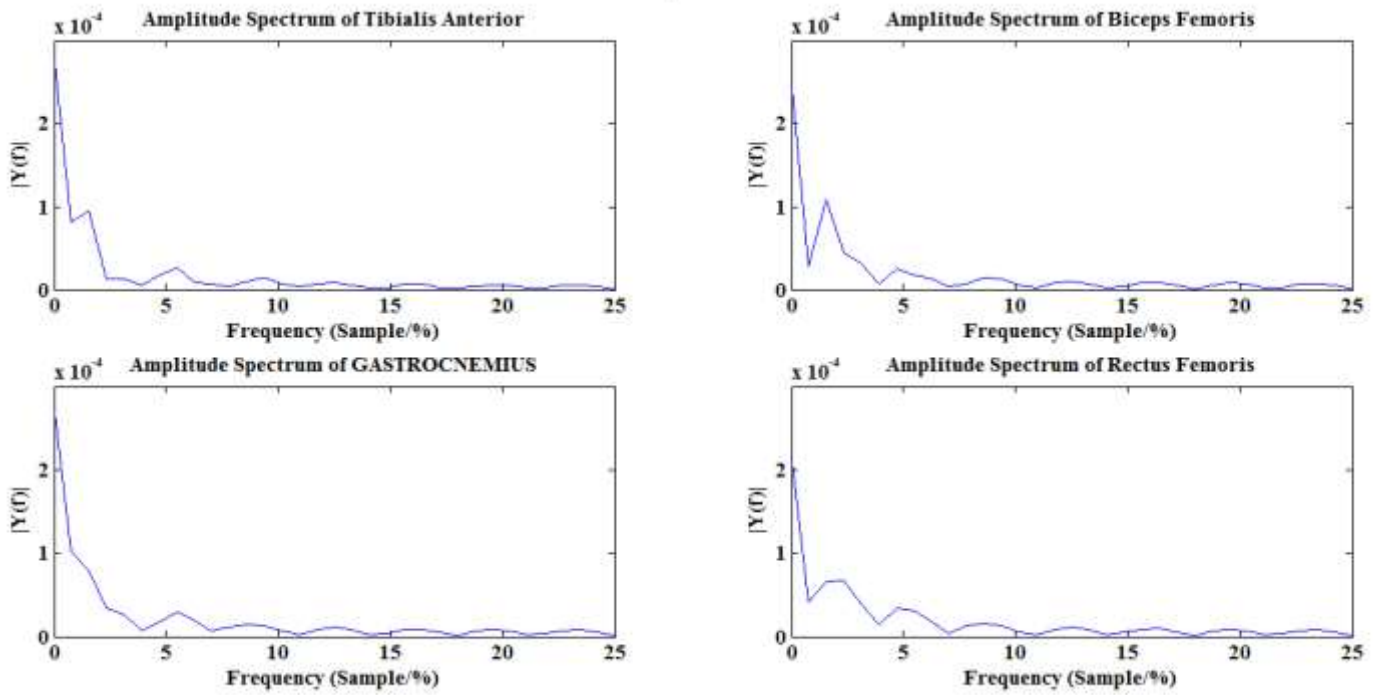 Amplitude Spectrum of Tibialis Anterior
x 10⁻⁴
|Y(f)|
2
1
0
0 5 10 15 20 25
Frequency (Sample/%)
Amplitude Spectrum of Biceps Femoris
x 10⁻⁴
|Y(f)|
2
1
0
0 5 10 15 20 25
Frequency (Sample/%)
Amplitude Spectrum of GASTROCNEMIUS
x 10⁻⁴
|Y(f)|
2
1
0
0 5 10 15 20 25
Frequency (Sample/%)
Amplitude Spectrum of Rectus Femoris
x 10⁻⁴
|Y(f)|
2
1
0
0 5 10 15 20 25
Frequency (Sample/%)